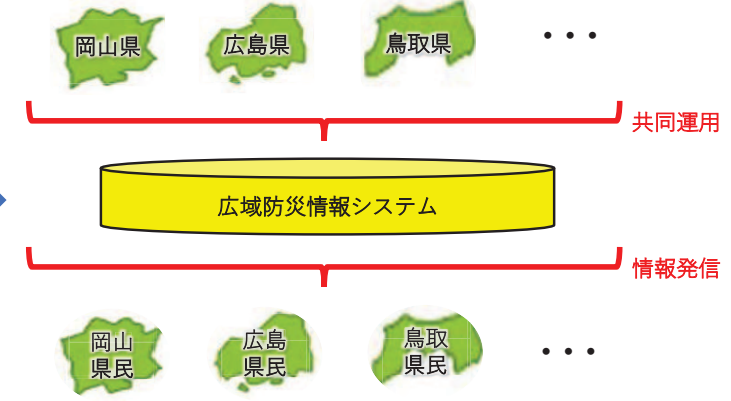 岡山県
広島県
鳥取県
・・・
共同運用
広域防災情報システム
情報発信
岡山
県民
広島
県民
鳥取
県民
・・・